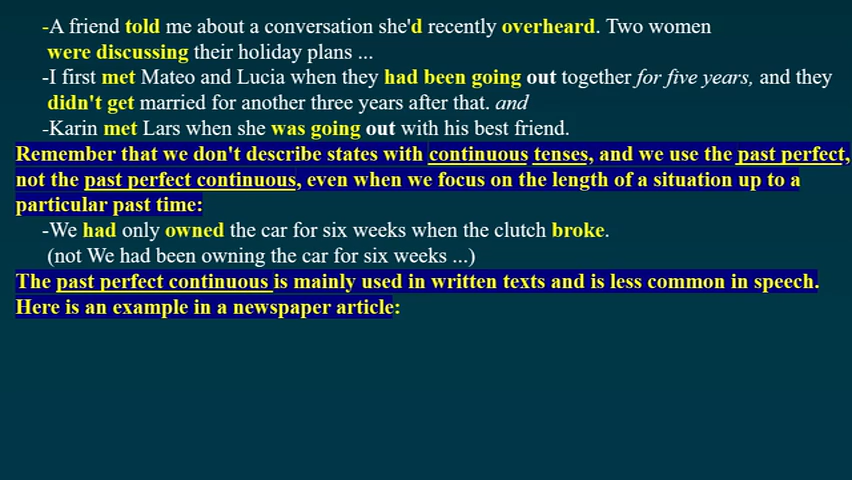 -A friend told me about a conversation she'd recently overheard. Two women
were discussing their holiday plans ...
-I first met Mateo and Lucia when they had been going out together for five years, and they
didn't get married for another three years after that. and
-Karin met Lars when she was going out with his best friend.
Remember that we don't describe states with continuous tenses, and we use the past perfect,
not the past perfect continuous, even when we focus on the length of a situation up to a
particular past time:
-We had only owned the car for six weeks when the clutch broke.
(not We had been owning the car for six weeks ...)
The past perfect continuous is mainly used in written texts and is less common in speech.
Here is an example in a newspaper article: